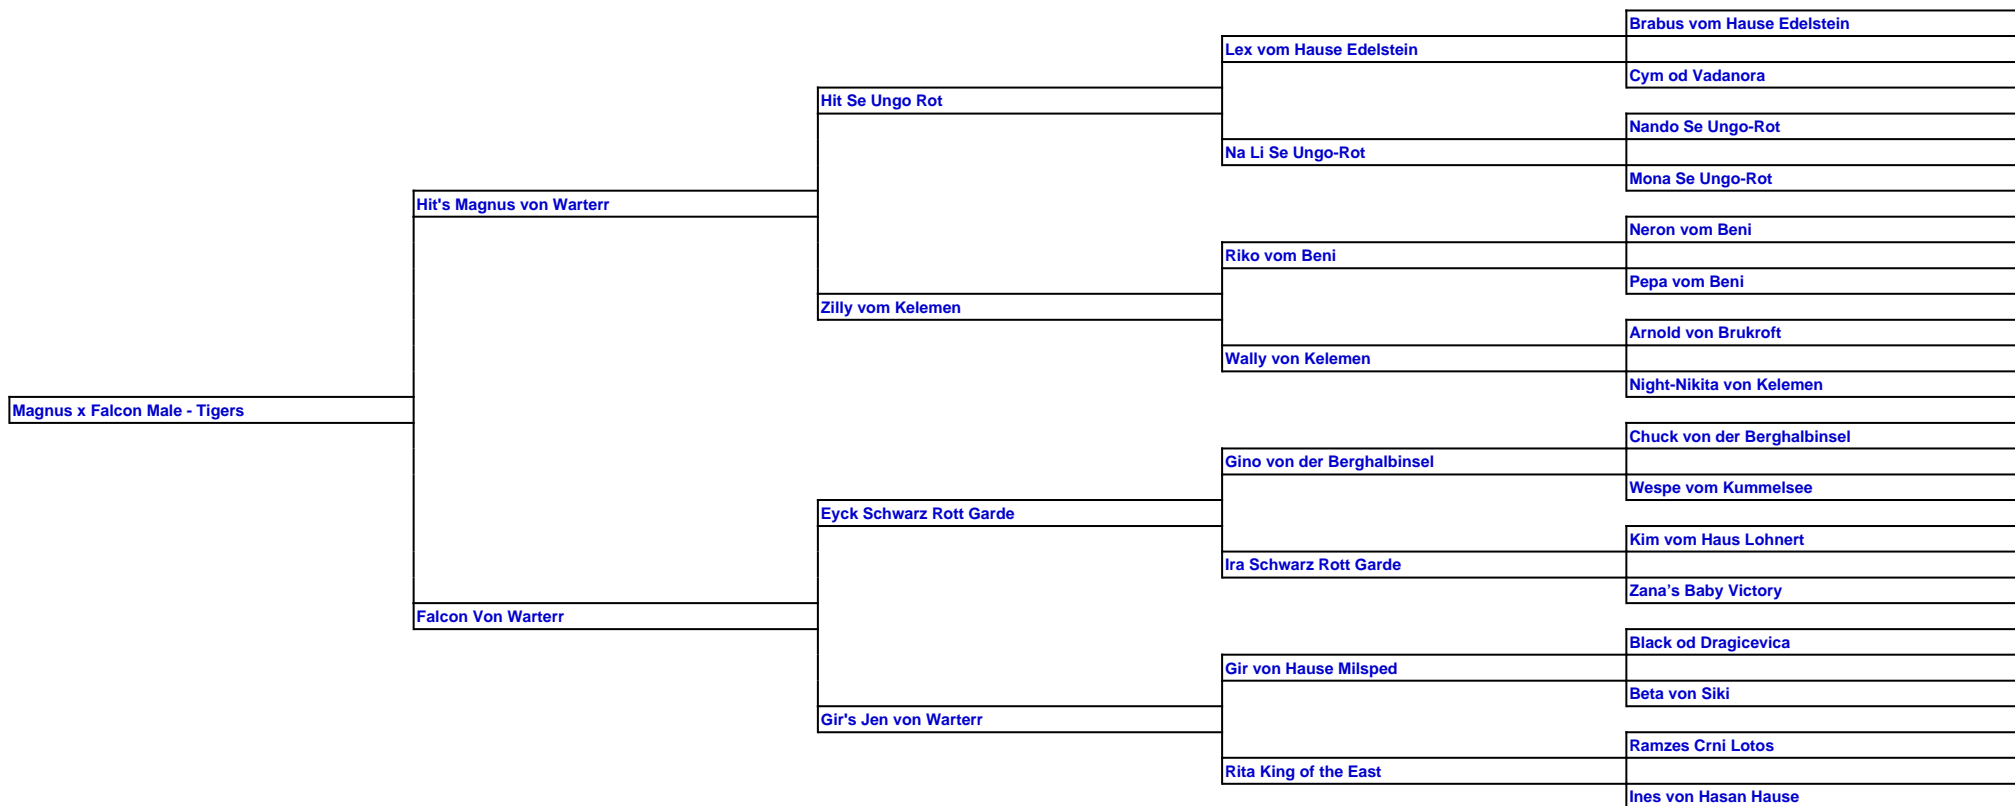 Brabus vom Hause Edelstein
Lex vom Hause Edelstein
Cym od Vadanora
Hit Se Ungo Rot
Nando Se Ungo-Rot
Na Li Se Ungo-Rot
Mona Se Ungo-Rot
Hit's Magnus von Warterr
Neron vom Beni
Riko vom Beni
Pepa vom Beni
Zilly vom Kelemen
Arnold von Brukroft
Wally von Kelemen
Night-Nikita von Kelemen
Magnus x Falcon Male - Tigers
Chuck von der Berghalbinsel
Gino von der Berghalbinsel
Wespe vom Kummelsee
Eyck Schwarz Rott Garde
Kim vom Haus Lohnert
Ira Schwarz Rott Garde
Zana’s Baby Victory
Falcon Von Warterr
Black od Dragicevica
Gir von Hause Milsped
Beta von Siki
Gir's Jen von Warterr
Ramzes Crni Lotos
Rita King of the East
Ines von Hasan Hause